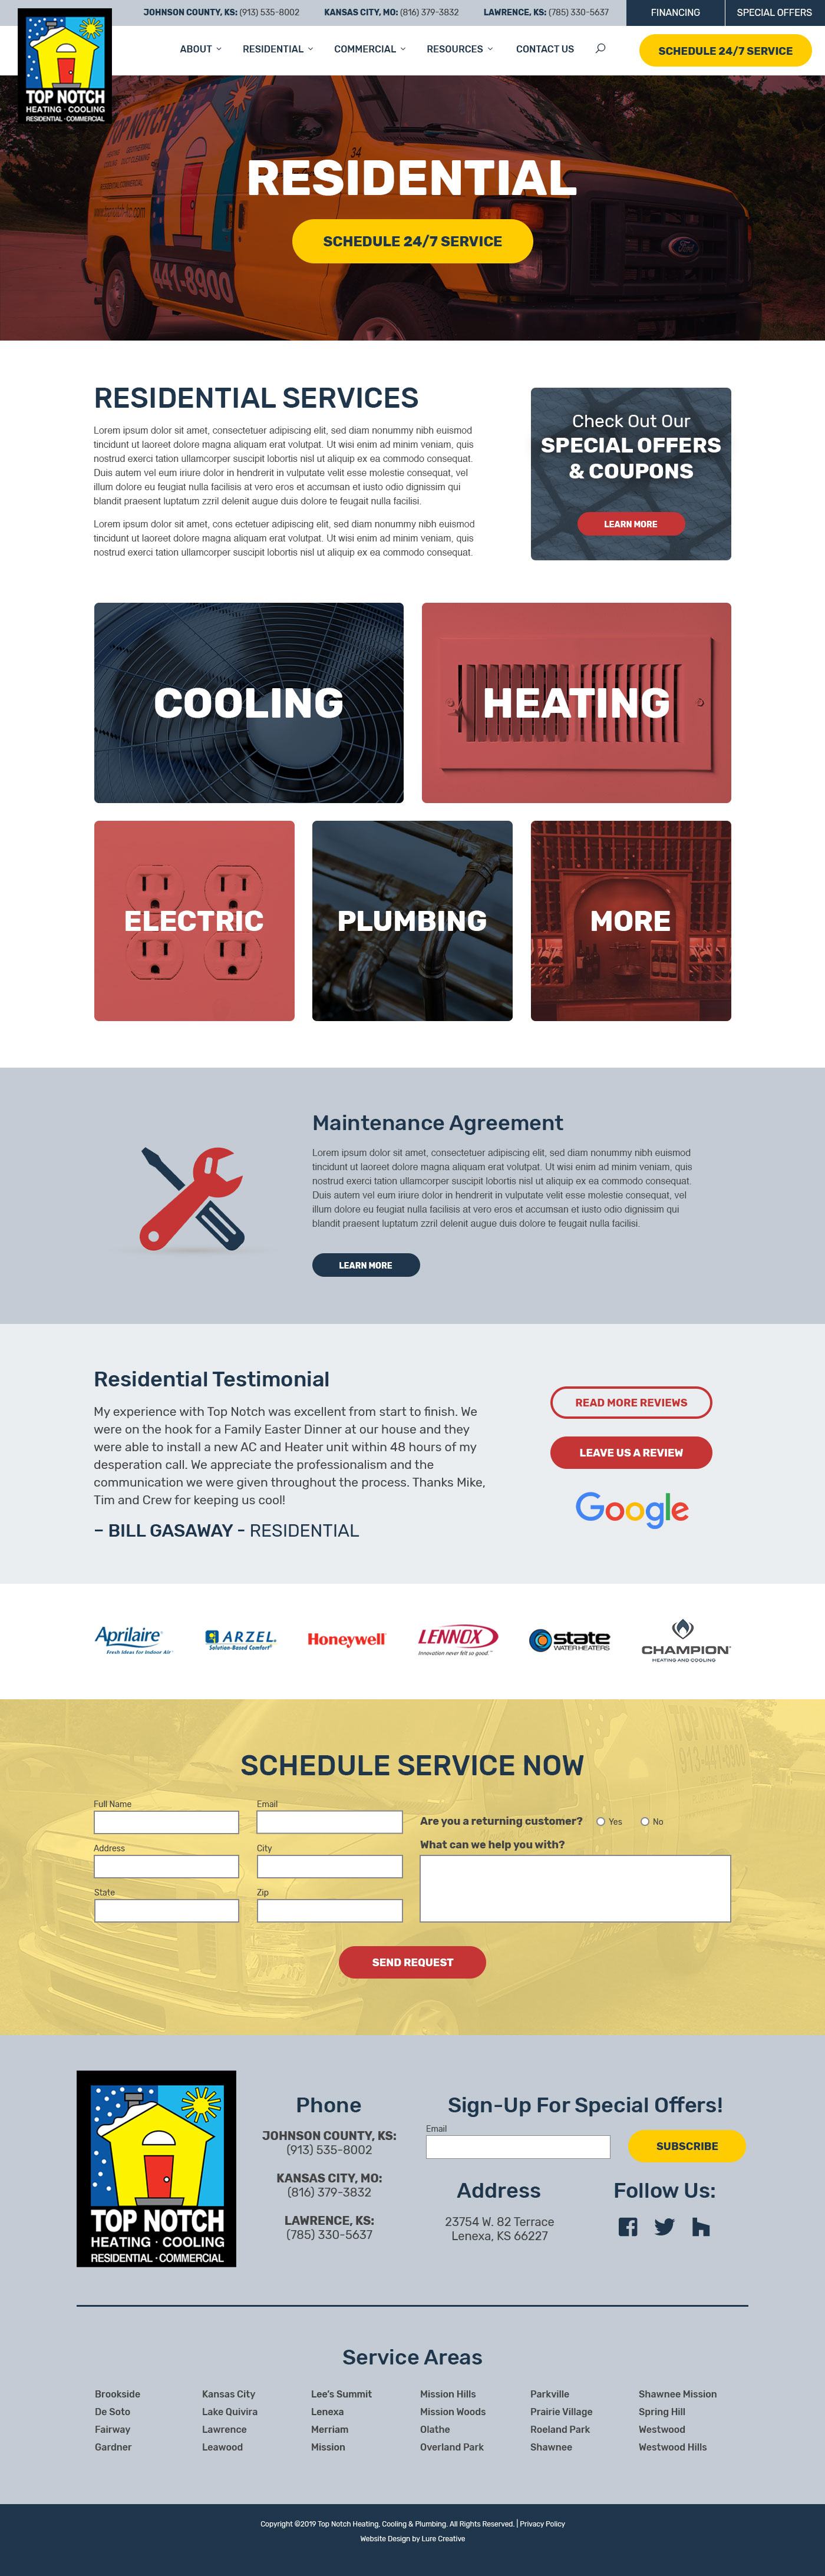 JOHNSON COUNTY, KS: (913) 535-8002 KANSAS CITY, MO: (816) 379-3832 LAWRENCE, KS: (785) 330-5637 FINANCING SPECIAL OFFERS
TOP NOTCH
HEATING · COOLING
RESIDENTIAL · COMMERCIAL
ABOUT RESIDENTIAL COMMERCIAL RESOURCES CONTACT US SCHEDULE 24/7 SERVICE
TOP NOTCH
34
441-8900
Ford
RESIDENTIAL
SCHEDULE 24/7 SERVICE
RESIDENTIAL SERVICES
Lorem ipsum dolor sit amet, consectetuer adipiscing elit, sed diam nonummy nibh euismod
tincidunt ut laoreet dolore magna aliquam erat volutpat. Ut wisi enim ad minim veniam, quis
nostrud exerci tation ullamcorper suscipit lobortis nisl ut aliquip ex ea commodo consequat.
Duis autem vel eum iriure dolor in hendrerit in vulputate velit esse molestie consequat, vel
illum dolore eu feugiat nulla facilisis at vero eros et accumsan et iusto odio dignissim qui
blandit praesent luptatum zzril delenit augue duis dolore te feugait nulla facilisi.
Lorem ipsum dolor sit amet, cons ectetuer adipiscing elit, sed diam nonummy nibh euismod
tincidunt ut laoreet dolore magna aliquam erat volutpat. Ut wisi enim ad minim veniam, quis
nostrud exerci tation ullamcorper suscipit lobortis nisl ut aliquip ex ea commodo consequat.
Check Out Our
SPECIAL OFFERS
& COUPONS
LEARN MORE
COOLING
HEATING
ELECTRIC
PLUMBING
MORE
Maintenance Agreement
Lorem ipsum dolor sit amet, consectetuer adipiscing elit, sed diam nonummy nibh euismod
tincidunt ut laoreet dolore magna aliquam erat volutpat. Ut wisi enim ad minim veniam, quis
nostrud exerci tation ullamcorper suscipit lobortis nisl ut aliquip ex ea commodo consequat.
Duis autem vel eum iriure dolor in hendrerit in vulputate velit esse molestie consequat, vel
illum dolore eu feugiat nulla facilisis at vero eros et accumsan et iusto odio dignissim qui
blandit praesent luptatum zzril delenit augue duis dolore te feugait nulla facilisi.
LEARN MORE
Residential Testimonial
My experience with Top Notch was excellent from start to finish. We
were on the hook for a Family Easter Dinner at our house and they
were able to install a new AC and Heater unit within 48 hours of my
desperation call. We appreciate the professionalism and the
communication we were given throughout the process. Thanks Mike,
Tim and Crew for keeping us cool!
– BILL GASAWAY - RESIDENTIAL
READ MORE REVIEWS
LEAVE US A REVIEW
Google
Aprilaire
Fresh Ideas For Indoor Air™
ARZEL®
Solution-Based Comfort®
Honeywell
LENNOX
Innovation never felt so good.™
state
WATER HEATERS
CHAMPION®
HEATING AND COOLING
SCHEDULE SERVICE NOW
Full Name
Email
Address
City
State
Zip
Are you a returning customer? Yes No
What can we help you with?
SEND REQUEST
TOP NOTCH
HEATING · COOLING
RESIDENTIAL · COMMERCIAL
Phone
JOHNSON COUNTY, KS:
(913) 535-8002
KANSAS CITY, MO:
(816) 379-3832
LAWRENCE, KS:
(785) 330-5637
Sign-Up For Special Offers!
Email
SUBSCRIBE
Address
23754 W. 82 Terrace
Lenexa, KS 66227
Follow Us:
Service Areas
Brookside Kansas City Lee's Summit Mission Hills Parkville Shawnee Mission
De Soto Lake Quivira Lenexa Mission Woods Prairie Village Spring Hill
Fairway Lawrence Merriam Olathe Roeland Park Westwood
Gardner Leawood Mission Overland Park Shawnee Westwood Hills
Copyright ©2019 Top Notch Heating, Cooling & Plumbing. All Rights Reserved. | Privacy Policy
Website Design by Lure Creative